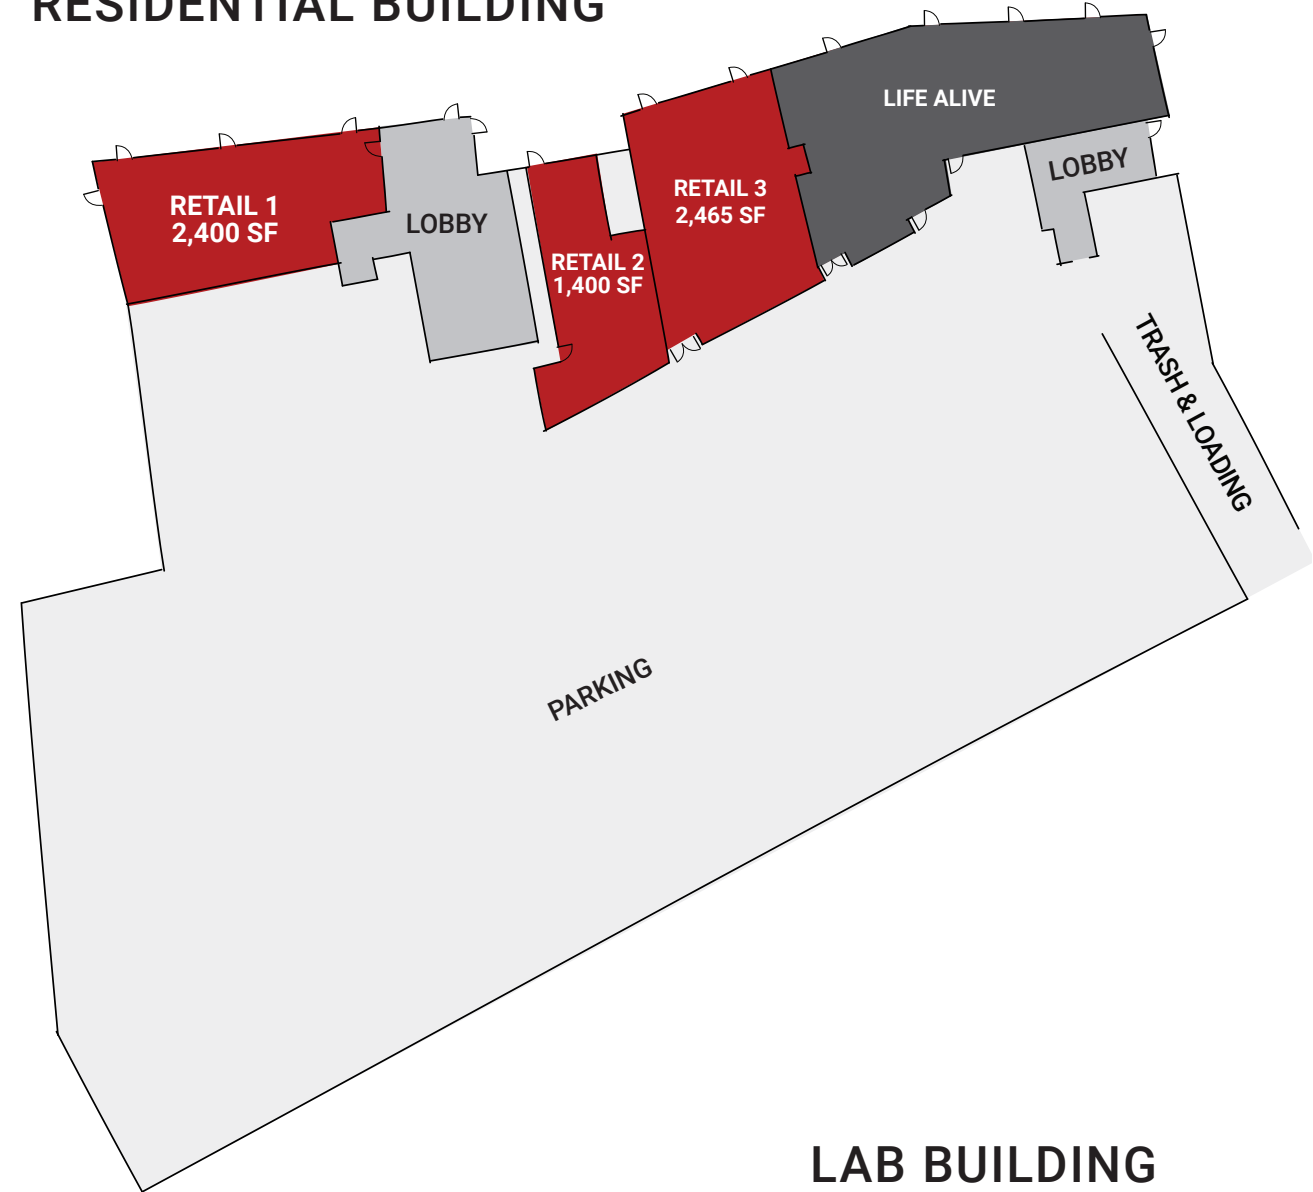 RESIDENTIAL BUILDING
LIFE ALIVE
RETAIL 1
2,400 SF
LOBBY
RETAIL 2
1,400 SF
RETAIL 3
2,465 SF
LOBBY
TRASH & LOADING
PARKING
LAB BUILDING